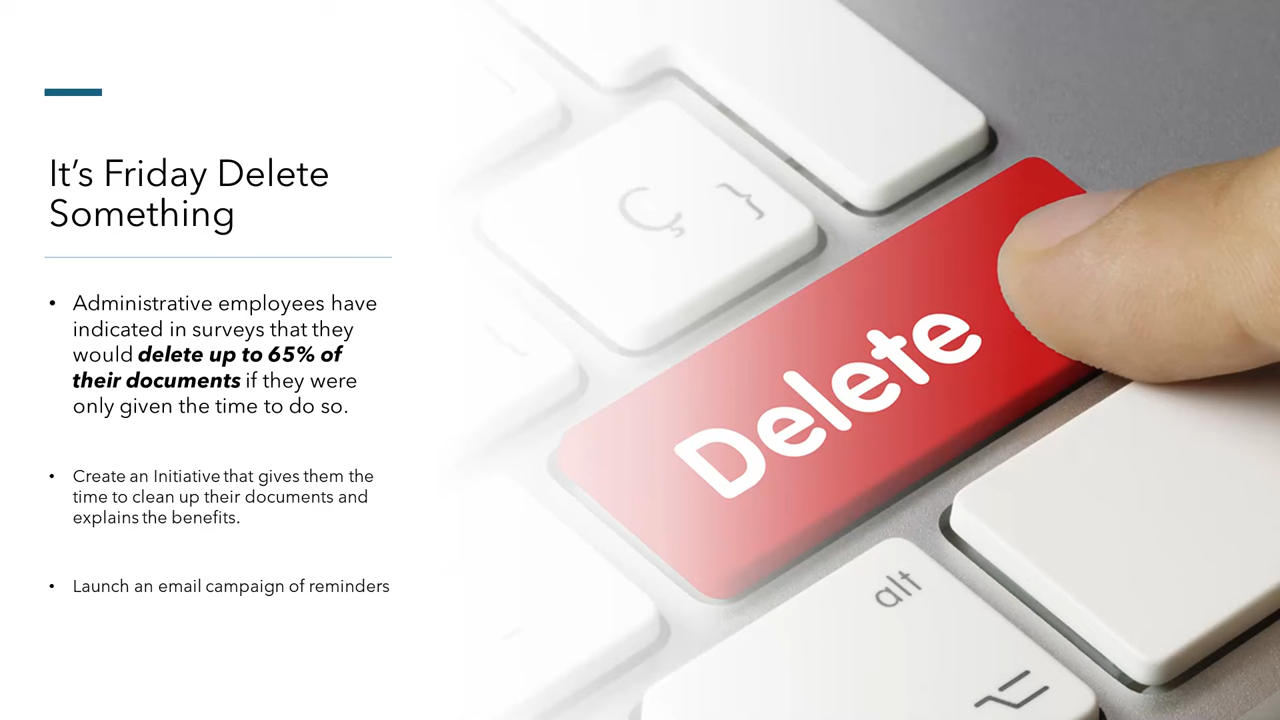 It’s Friday Delete
Something
• Administrative employees have
indicated in surveys that they
would delete up to 65% of
their documents if they were
only given the time to do so.
• Create an Initiative that gives them the
time to clean up their documents and
explains the benefits.
• Launch an email campaign of reminders
Ç }
Delete
alt
⌥